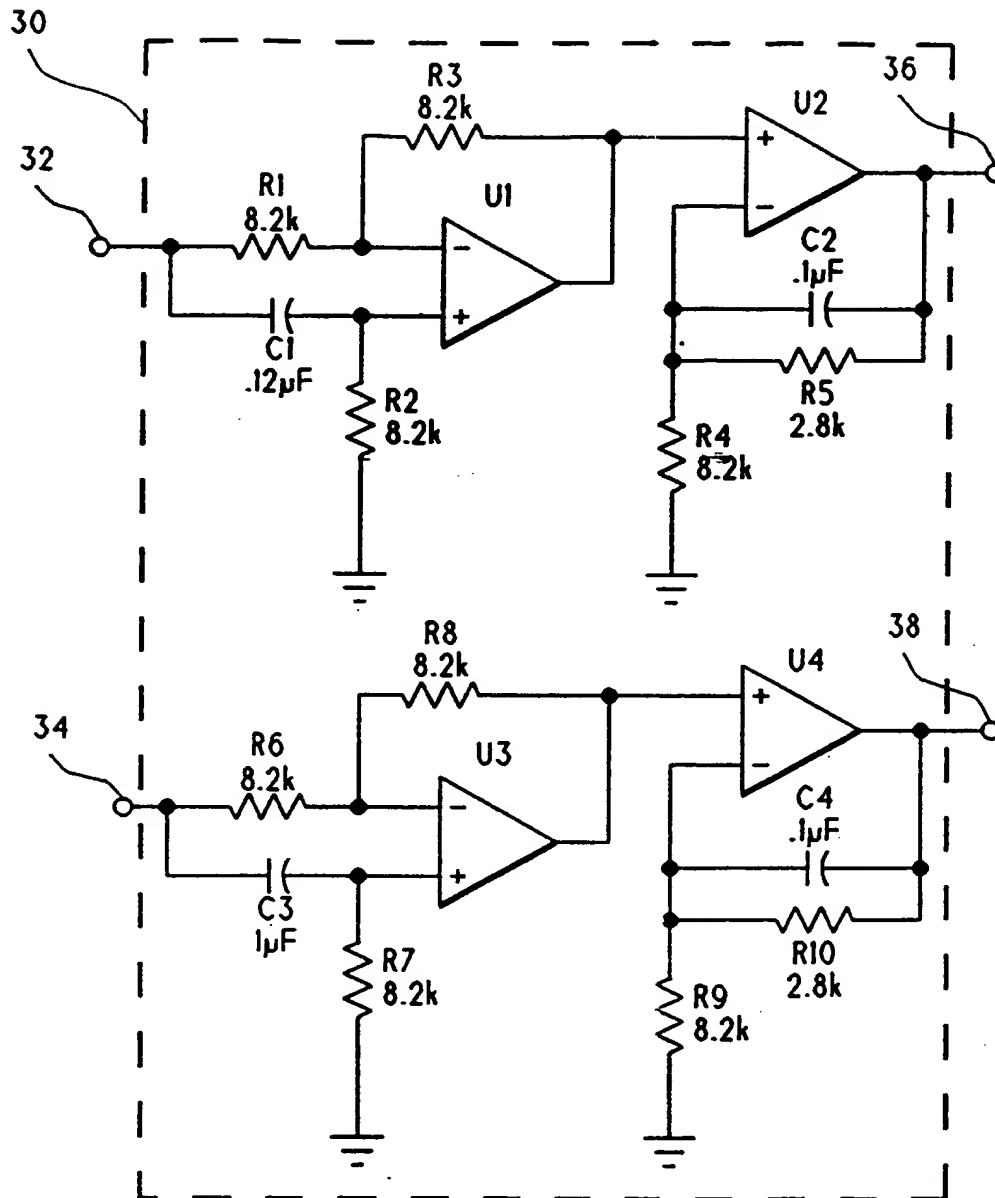 30
36
R3
8.2k
U2
32
R1
8.2k
U1
+
−
−
+
C2
.1µF
C1
.12µF
R2
8.2k
R5
2.8k
R4
8.2k
38
R8
8.2k
U4
34
R6
8.2k
U3
+
−
−
+
C4
.1µF
C3
1µF
R7
8.2k
R10
2.8k
R9
8.2k